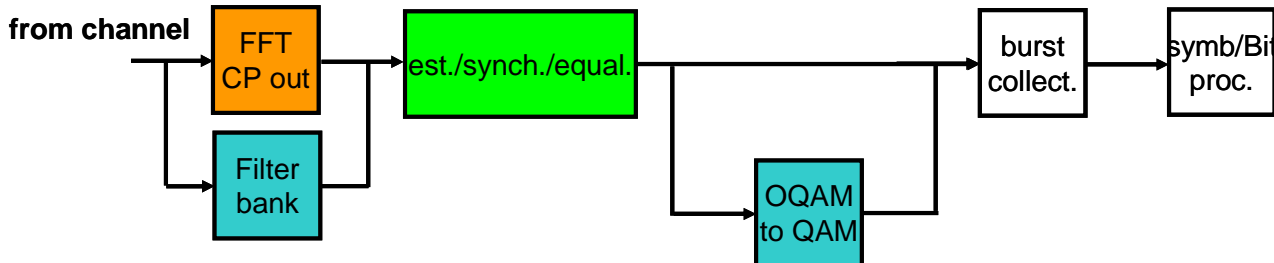 from channel
FFT
CP out
est./synch./equal.
burst
collect.
symb/Bit
proc.
Filter
bank
OQAM
to QAM